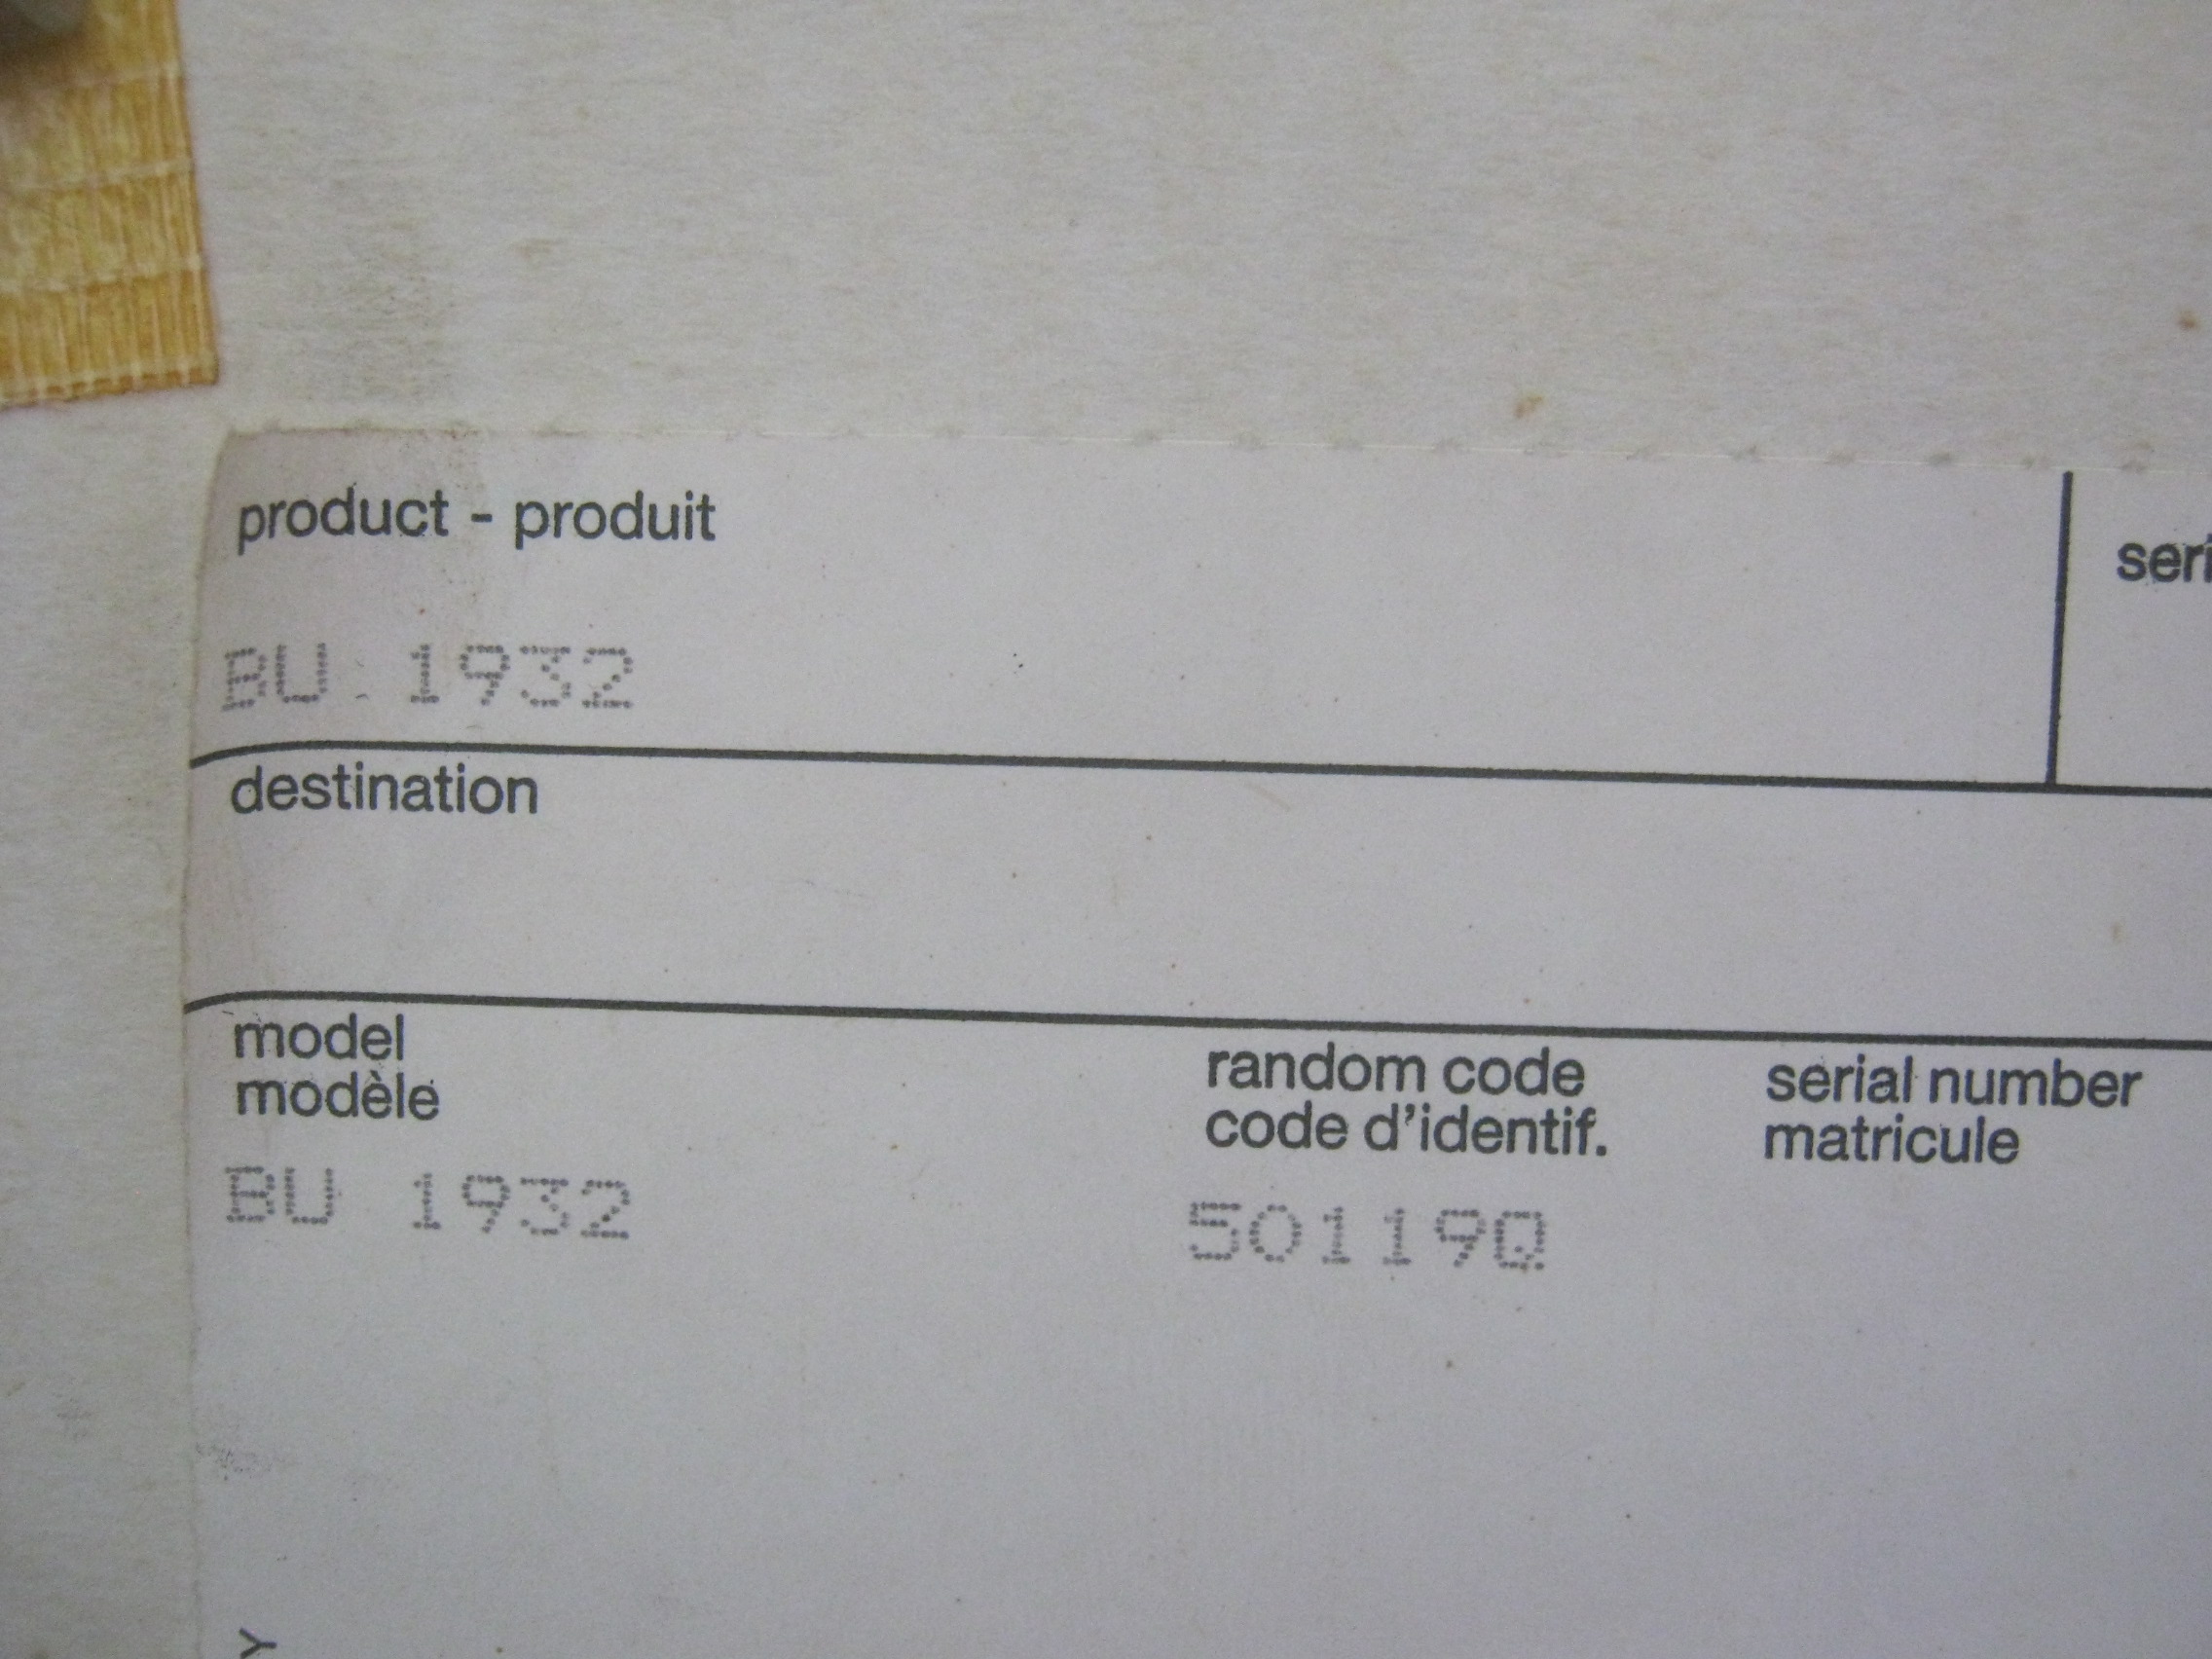 product - produit
seri
BU 1932
destination
model
modèle
random code
code d'identif.
serial number
matricule
BU 1932
50119Q
Y